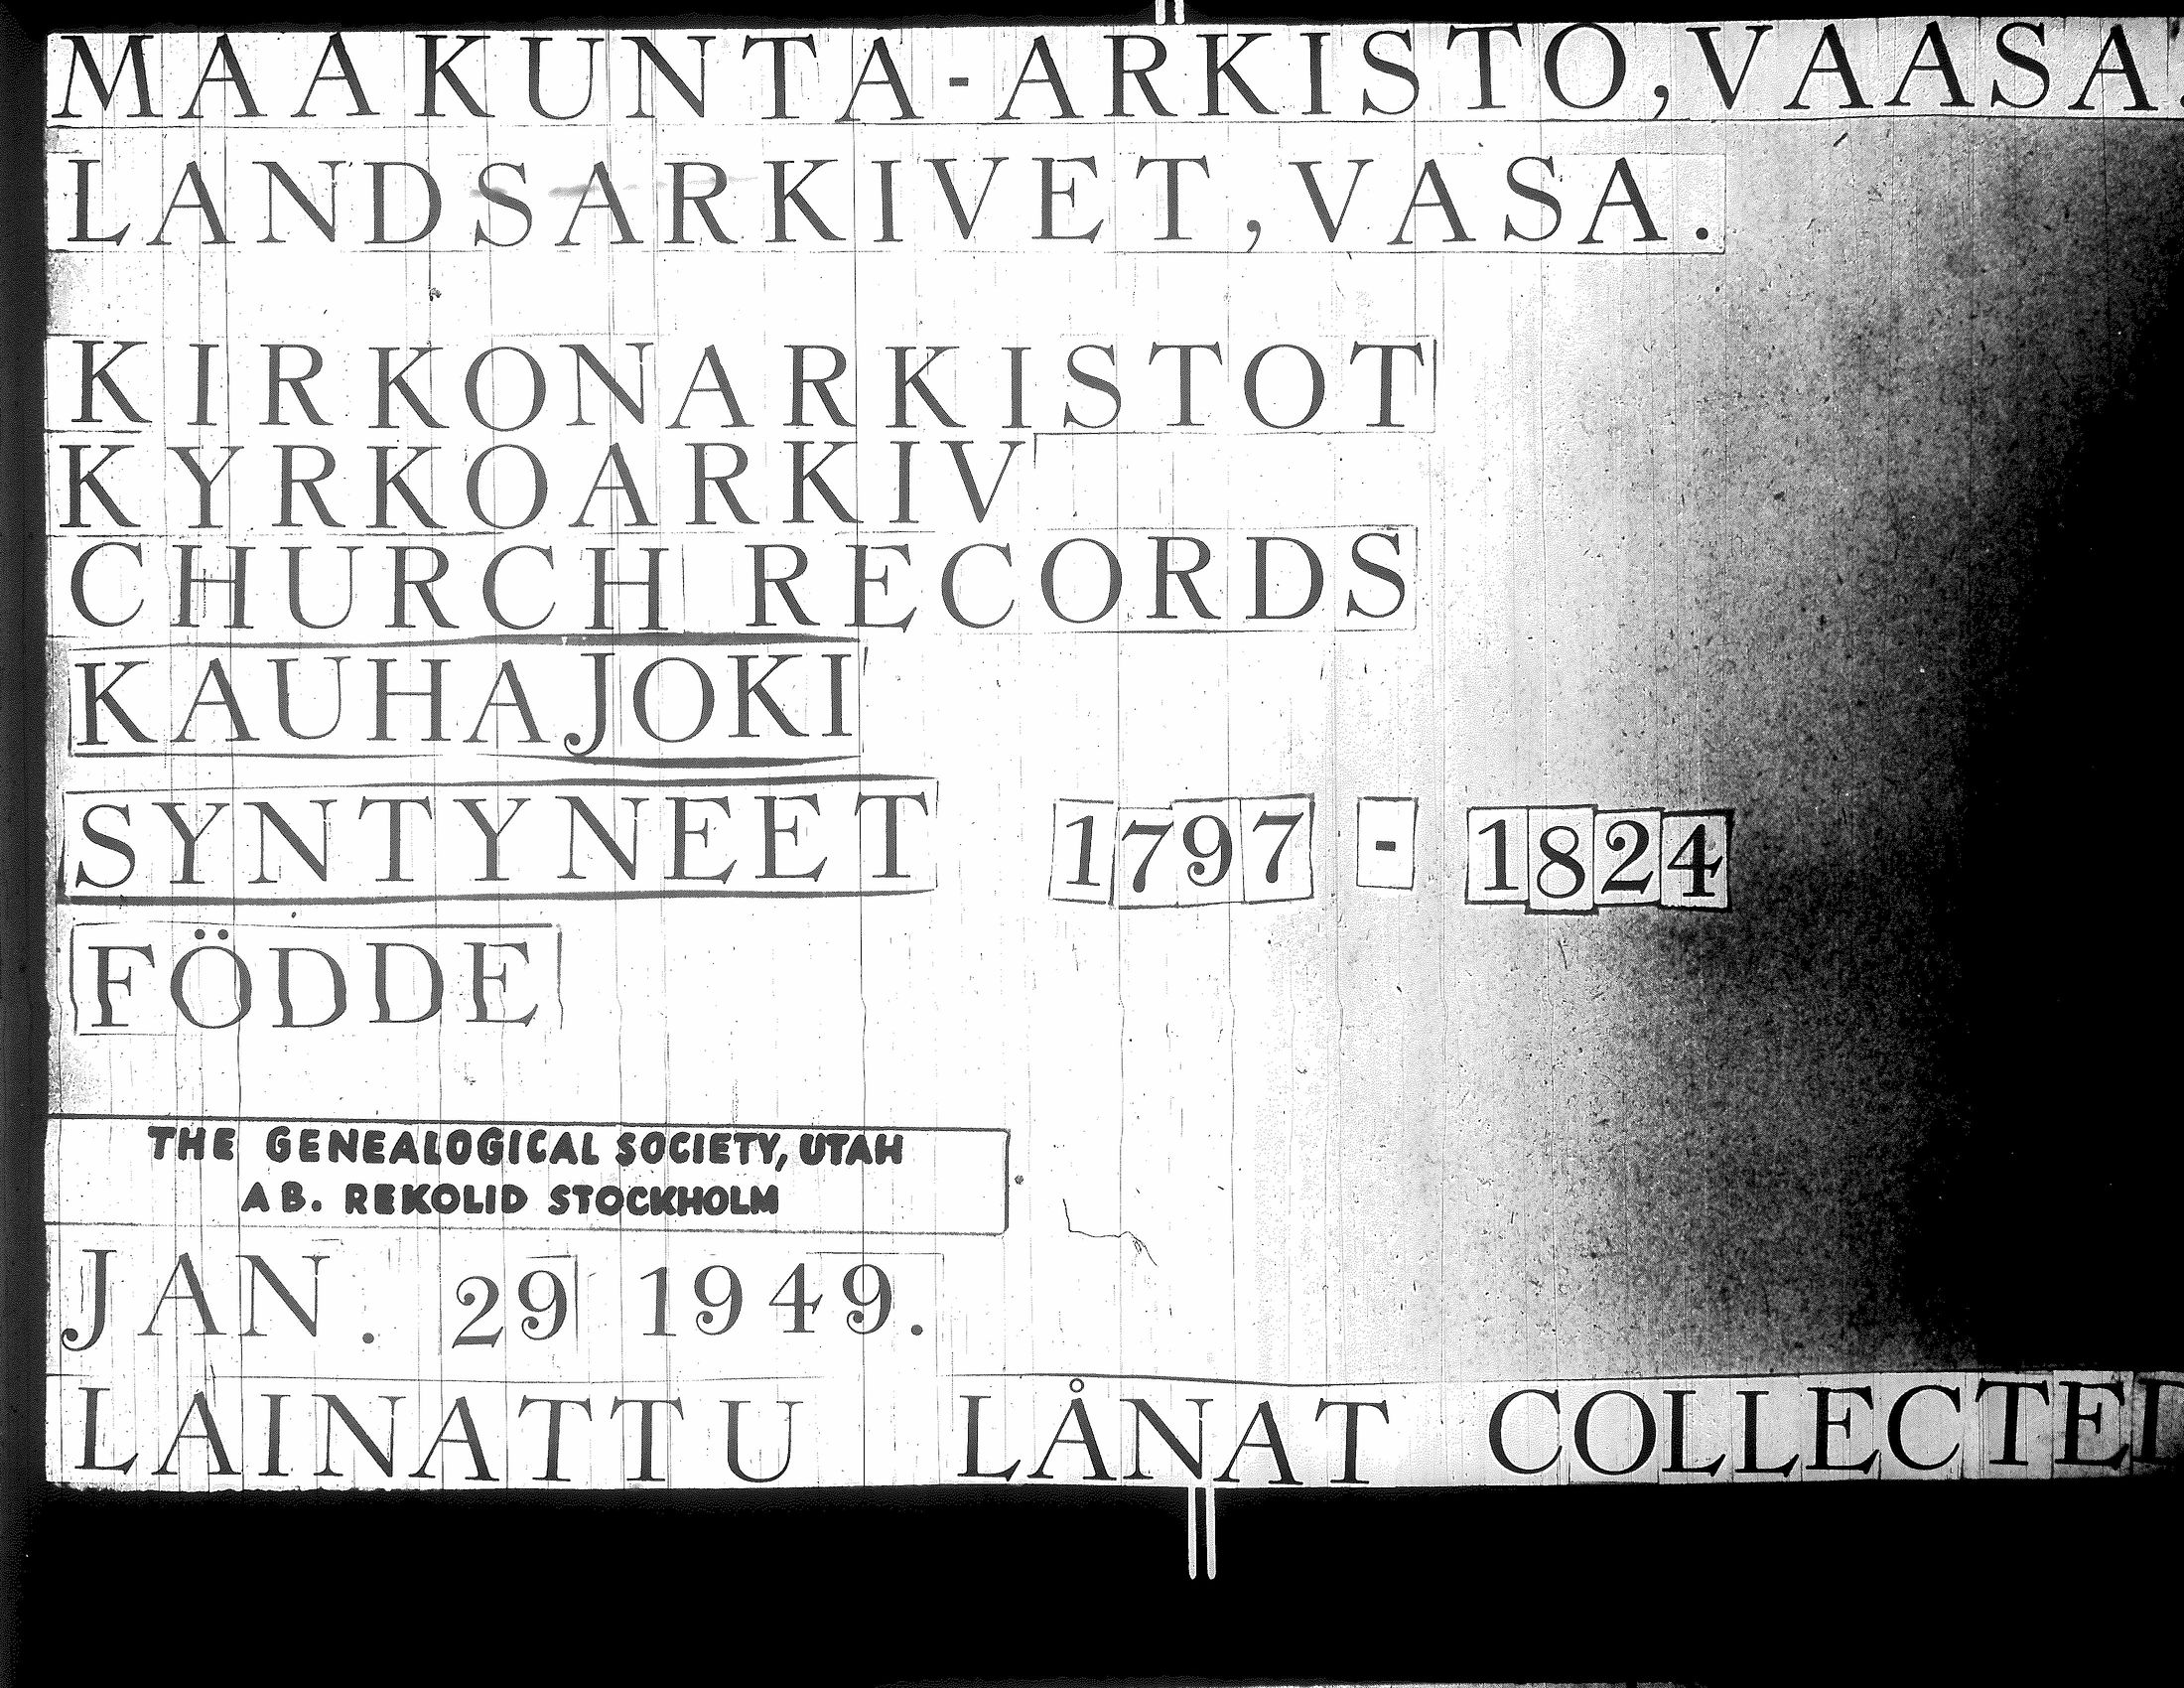 MAAKUNTA-ARKISTO, VAASA.
LANDSARKIVET, VASA.
KIRKONARKISTOT
KYRKOARKIV
CHURCH RECORDS
KAUHAJOKI
SYNTYNEET 1797 - 1824
FÖDDE
THE GENEALOGICAL SOCIETY, UTAH
AB. REKOLID STOCKHOLM
JAN. 29 1949.
LAINATTU LÅNAT COLLECTED